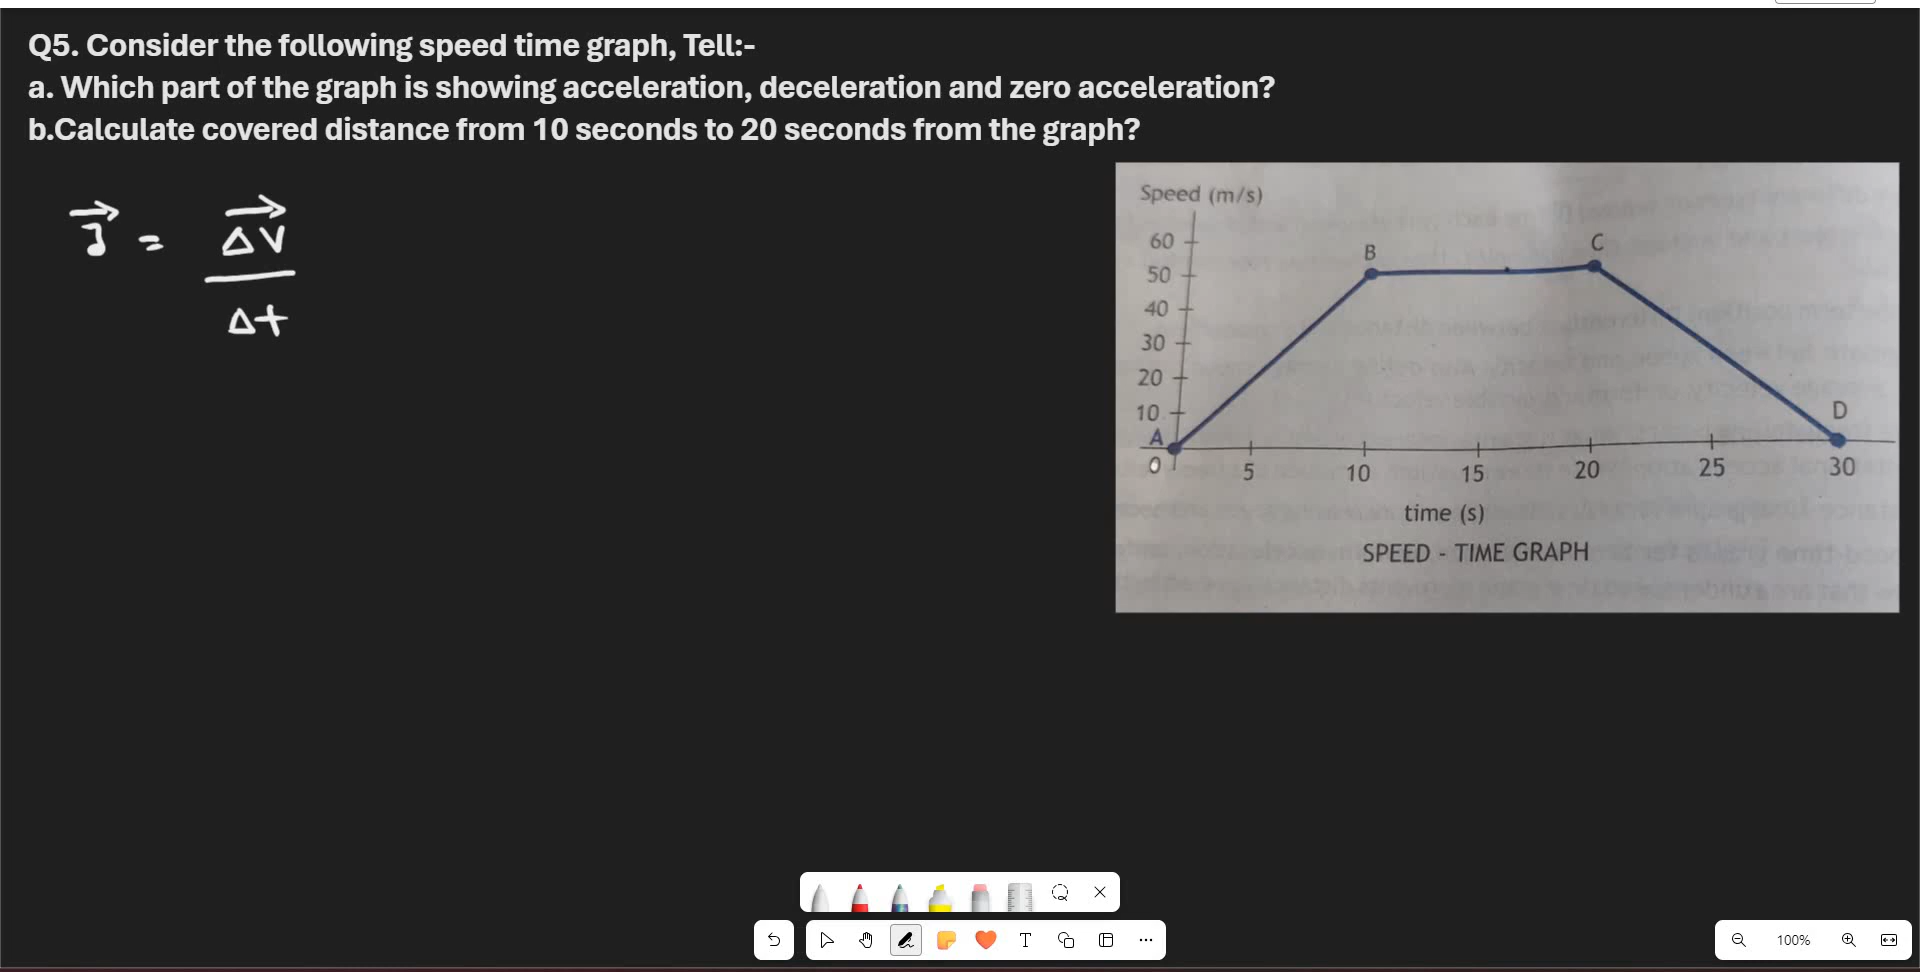 Q5. Consider the following speed time graph, Tell:-
a. Which part of the graph is showing acceleration, deceleration and zero acceleration?
b.Calculate covered distance from 10 seconds to 20 seconds from the graph?
a = ΔV
Δt
Speed (m/s)
60
50
40
30
20
10
A
B
C
D
0 5 10 15 20 25 30
time (s)
SPEED - TIME GRAPH
T
100%